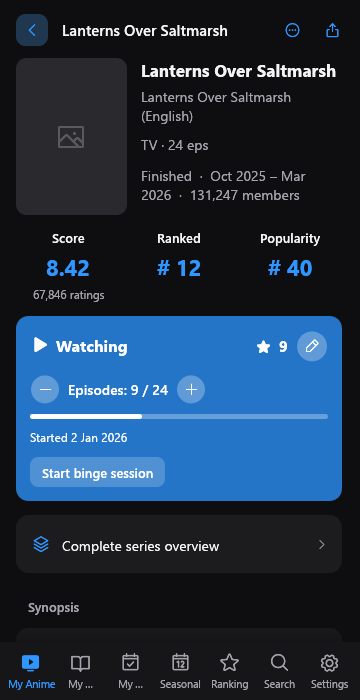 Lanterns Over Saltmarsh
Lanterns Over Saltmarsh
Lanterns Over Saltmarsh
(English)
TV · 24 eps
Finished · Oct 2025 – Mar
2026 · 131,247 members
Score
Ranked
Popularity
8.42
# 12
# 40
67,846 ratings
Watching
9
Episodes: 9 / 24
Started 2 Jan 2026
Start binge session
Complete series overview
Synopsis
12
My Anime
My ...
My ...
Seasonal
Ranking
Search
Settings